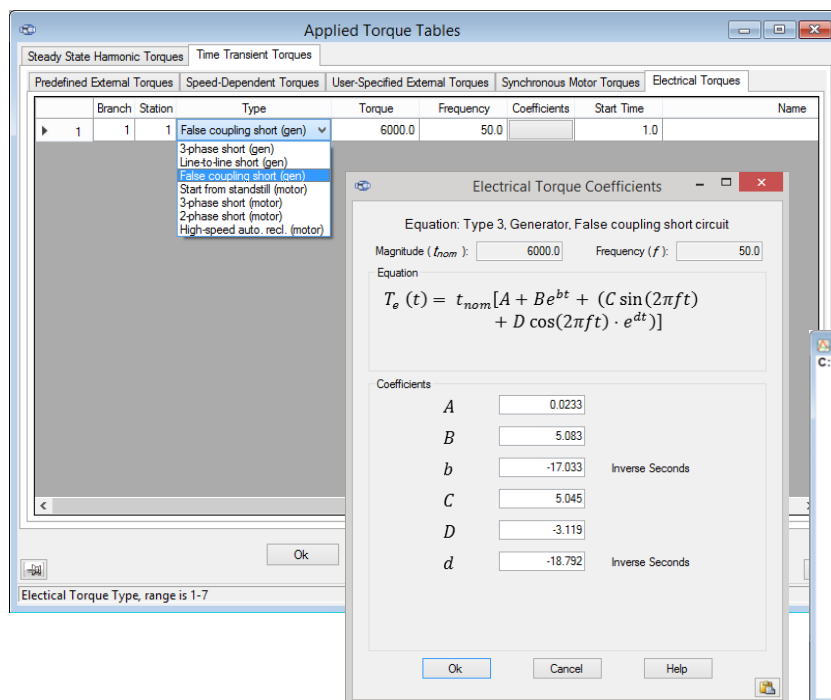 Applied Torque Tables
Steady State Harmonic Torques Time Transient Torques
Predefined External Torques Speed-Dependent Torques User-Specified External Torques Synchronous Motor Torques Electrical Torques
Branch Station Type Torque Frequency Coefficients Start Time Name
1 1 1 False coupling short (gen) 6000.0 50.0 1.0
3-phase short (gen)
Line-to-line short (gen)
False coupling short (gen)
Start from standstill (motor)
3-phase short (motor)
2-phase short (motor)
High-speed auto. recl. (motor)
Ok
Electical Torque Type, range is 1-7
Electrical Torque Coefficients
Equation: Type 3, Generator, False coupling short circuit
Magnitude ( tnom ): 6000.0 Frequency ( f ): 50.0
Equation
Te (t) = tnom[A + Be^bt + (C sin(2πft)
+ D cos(2πft) · e^dt)]
Coefficients
A 0.0233
B 5.083
b -17.033 Inverse Seconds
C 5.045
D -3.119
d -18.792 Inverse Seconds
Ok Cancel Help
C: